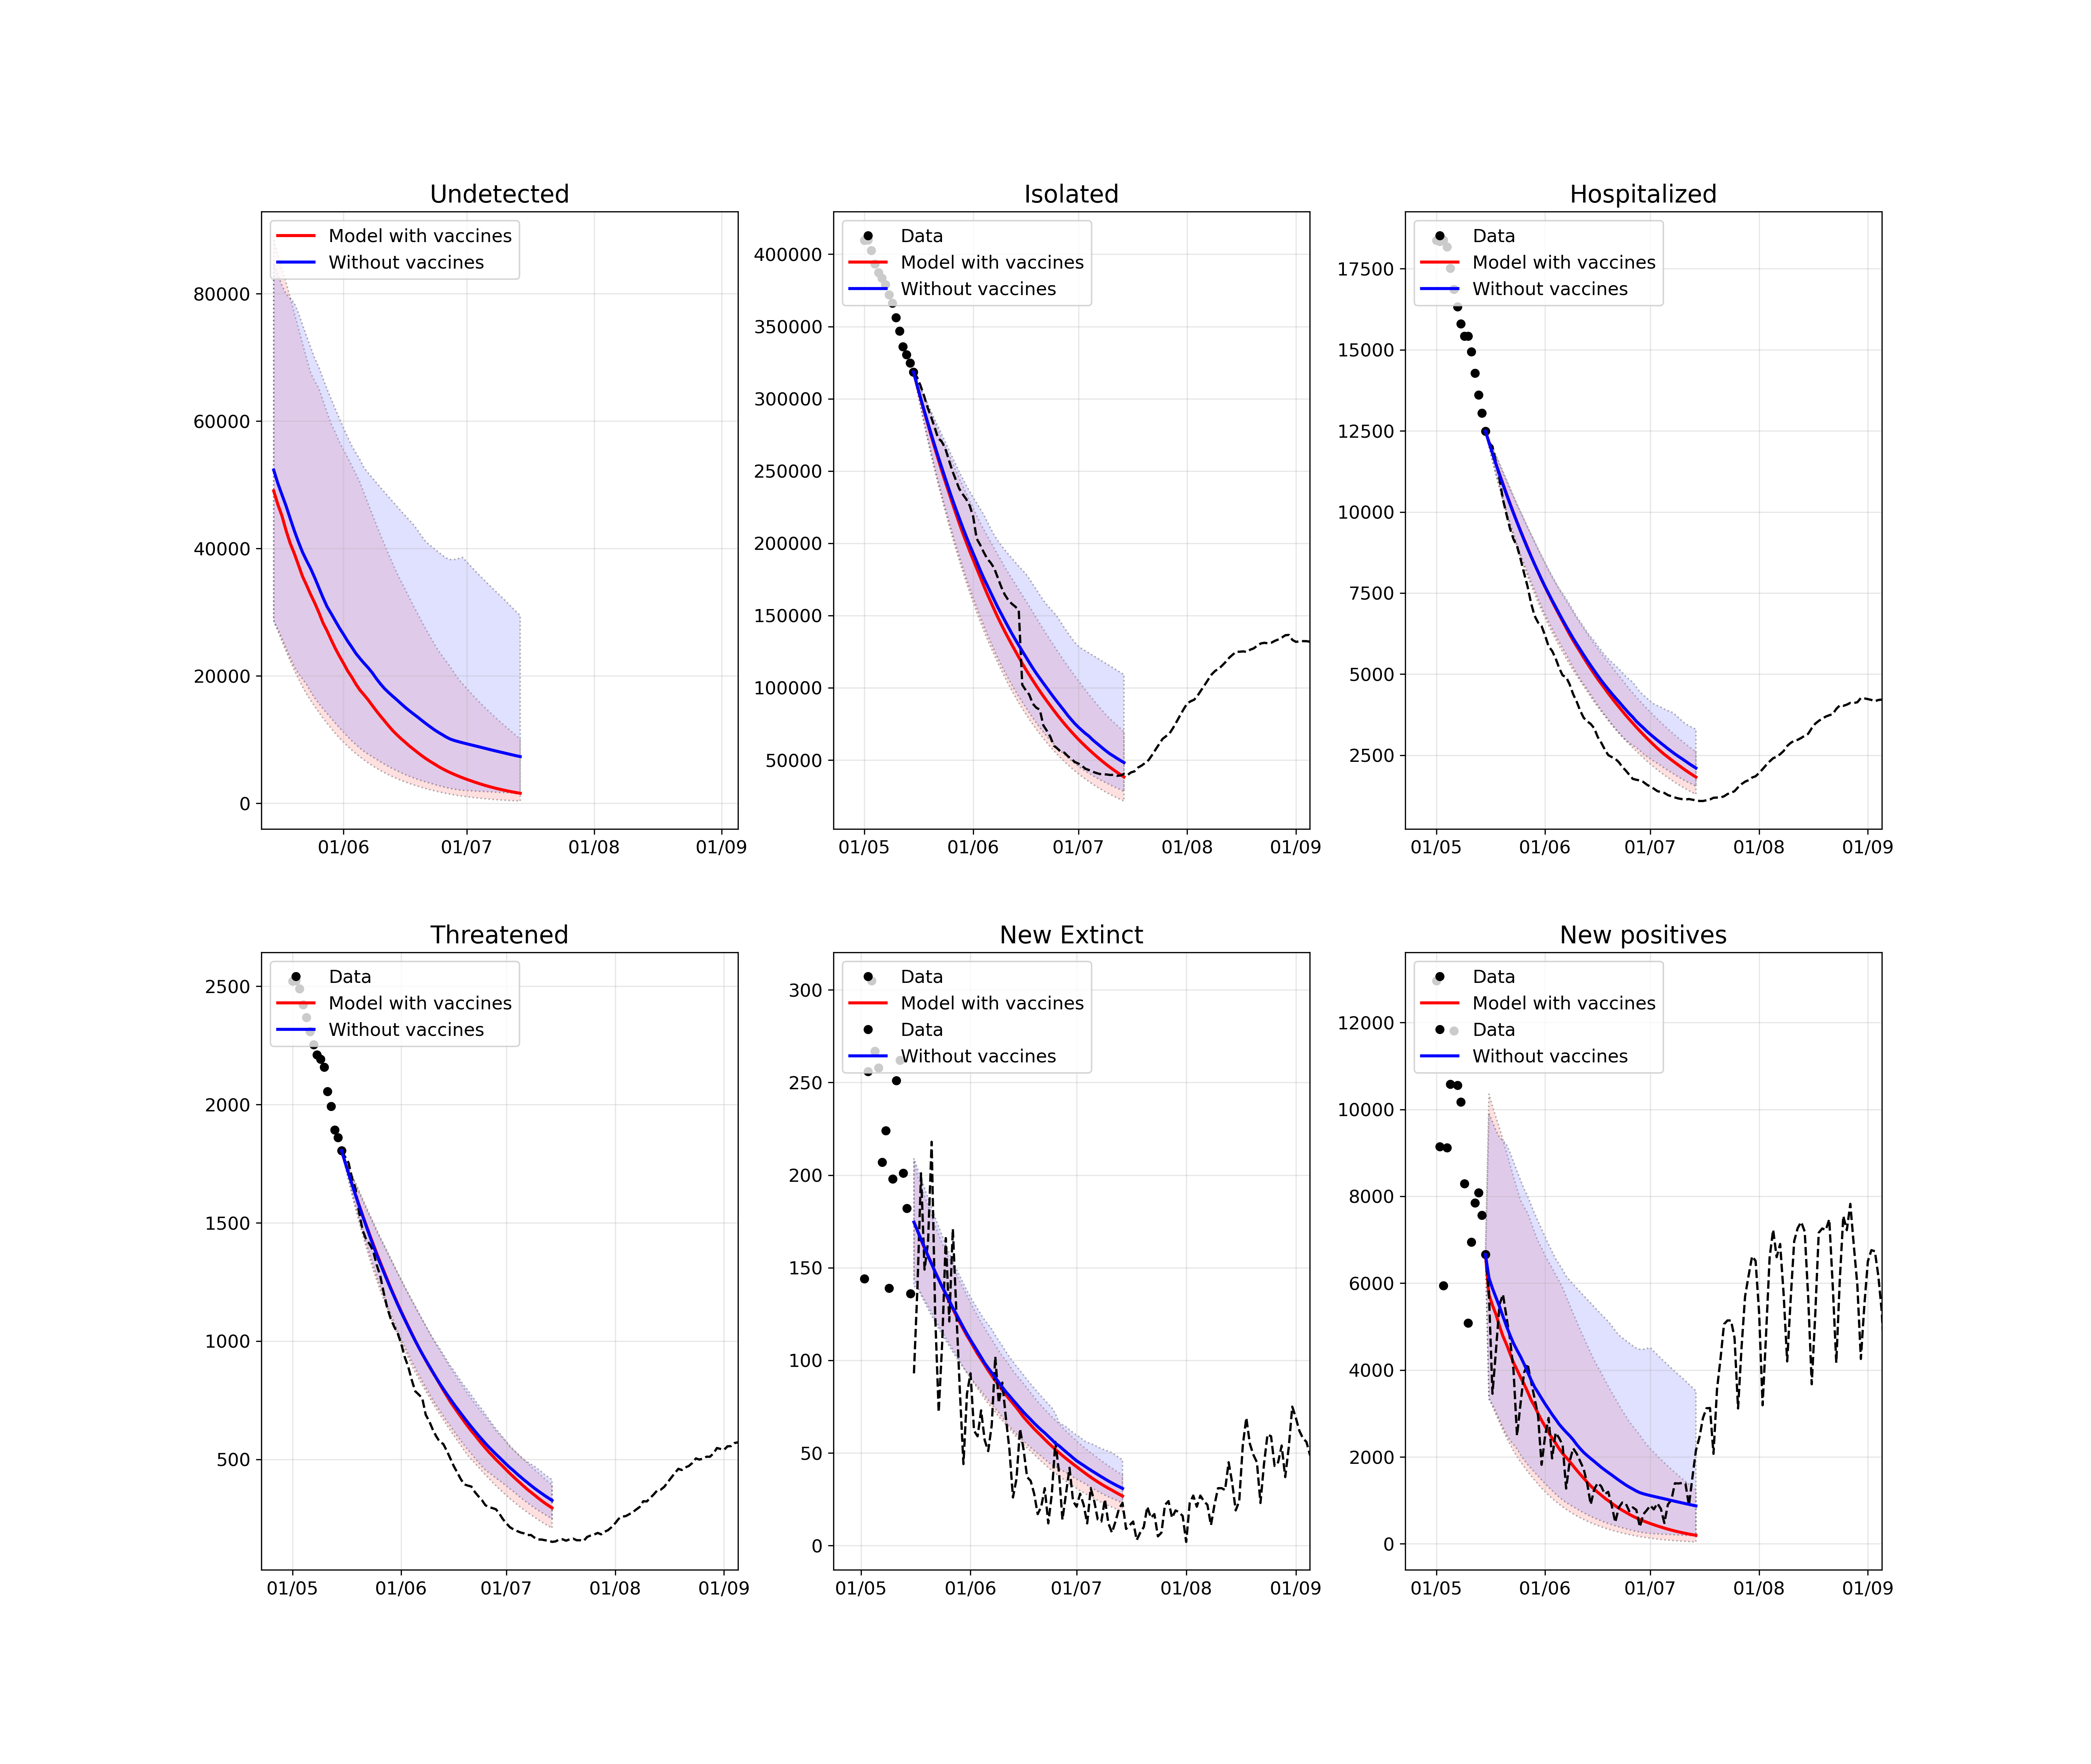 Undetected
Model with vaccines
Without vaccines
80000
60000
40000
20000
0
01/06 01/07 01/08 01/09
Isolated
Data
Model with vaccines
Without vaccines
400000
350000
300000
250000
200000
150000
100000
50000
01/05 01/06 01/07 01/08 01/09
Hospitalized
Data
Model with vaccines
Without vaccines
17500
15000
12500
10000
7500
5000
2500
01/05 01/06 01/07 01/08 01/09
Threatened
Data
Model with vaccines
Without vaccines
2500
2000
1500
1000
500
01/05 01/06 01/07 01/08 01/09
New Extinct
Data
Model with vaccines
Data
Without vaccines
300
250
200
150
100
50
0
01/05 01/06 01/07 01/08 01/09
New positives
Data
Model with vaccines
Data
Without vaccines
12000
10000
8000
6000
4000
2000
0
01/05 01/06 01/07 01/08 01/09